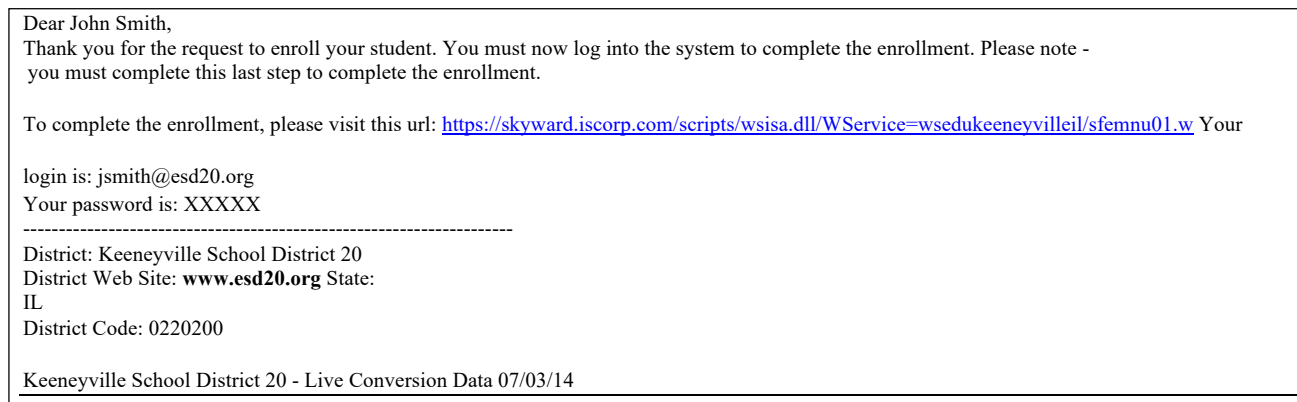 Dear John Smith,
Thank you for the request to enroll your student. You must now log into the system to complete the enrollment. Please note -
you must complete this last step to complete the enrollment.
To complete the enrollment, please visit this url: https://skyward.iscorp.com/scripts/wsisa.dll/WService=wsedukeeneyvilleil/sfemnu01.w Your
login is: jsmith@esd20.org
Your password is: XXXXX
--------------------------------------------------------------------
District: Keeneyville School District 20
District Web Site: www.esd20.org State:
IL
District Code: 0220200
Keeneyville School District 20 - Live Conversion Data 07/03/14